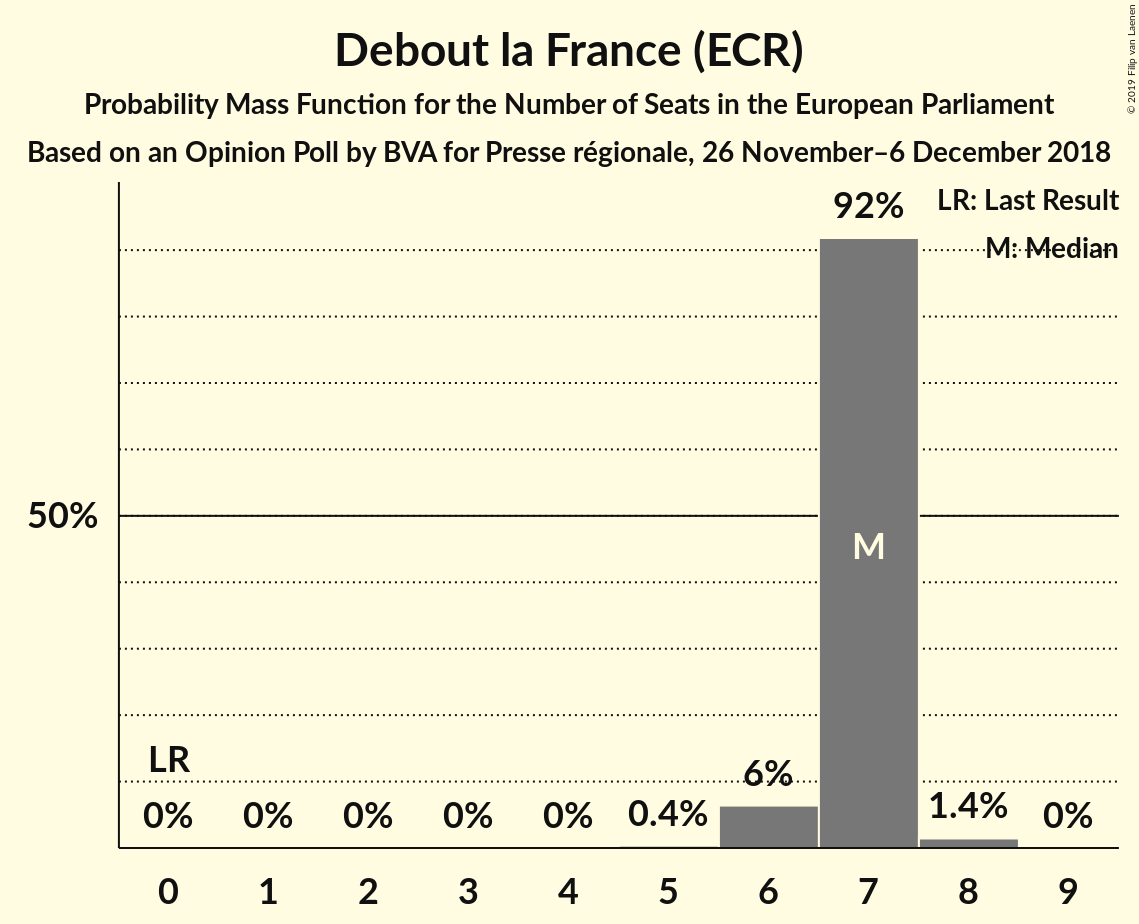 Debout la France (ECR)
Probability Mass Function for the Number of Seats in the European Parliament
Based on an Opinion Poll by BVA for Presse régionale, 26 November–6 December 2018
© 2019 Filip van Laenen
LR: Last Result
M: Median
92%
50%
M
LR
6%
0% 0% 0% 0% 0% 0.4% 1.4% 0%
0 1 2 3 4 5 6 7 8 9